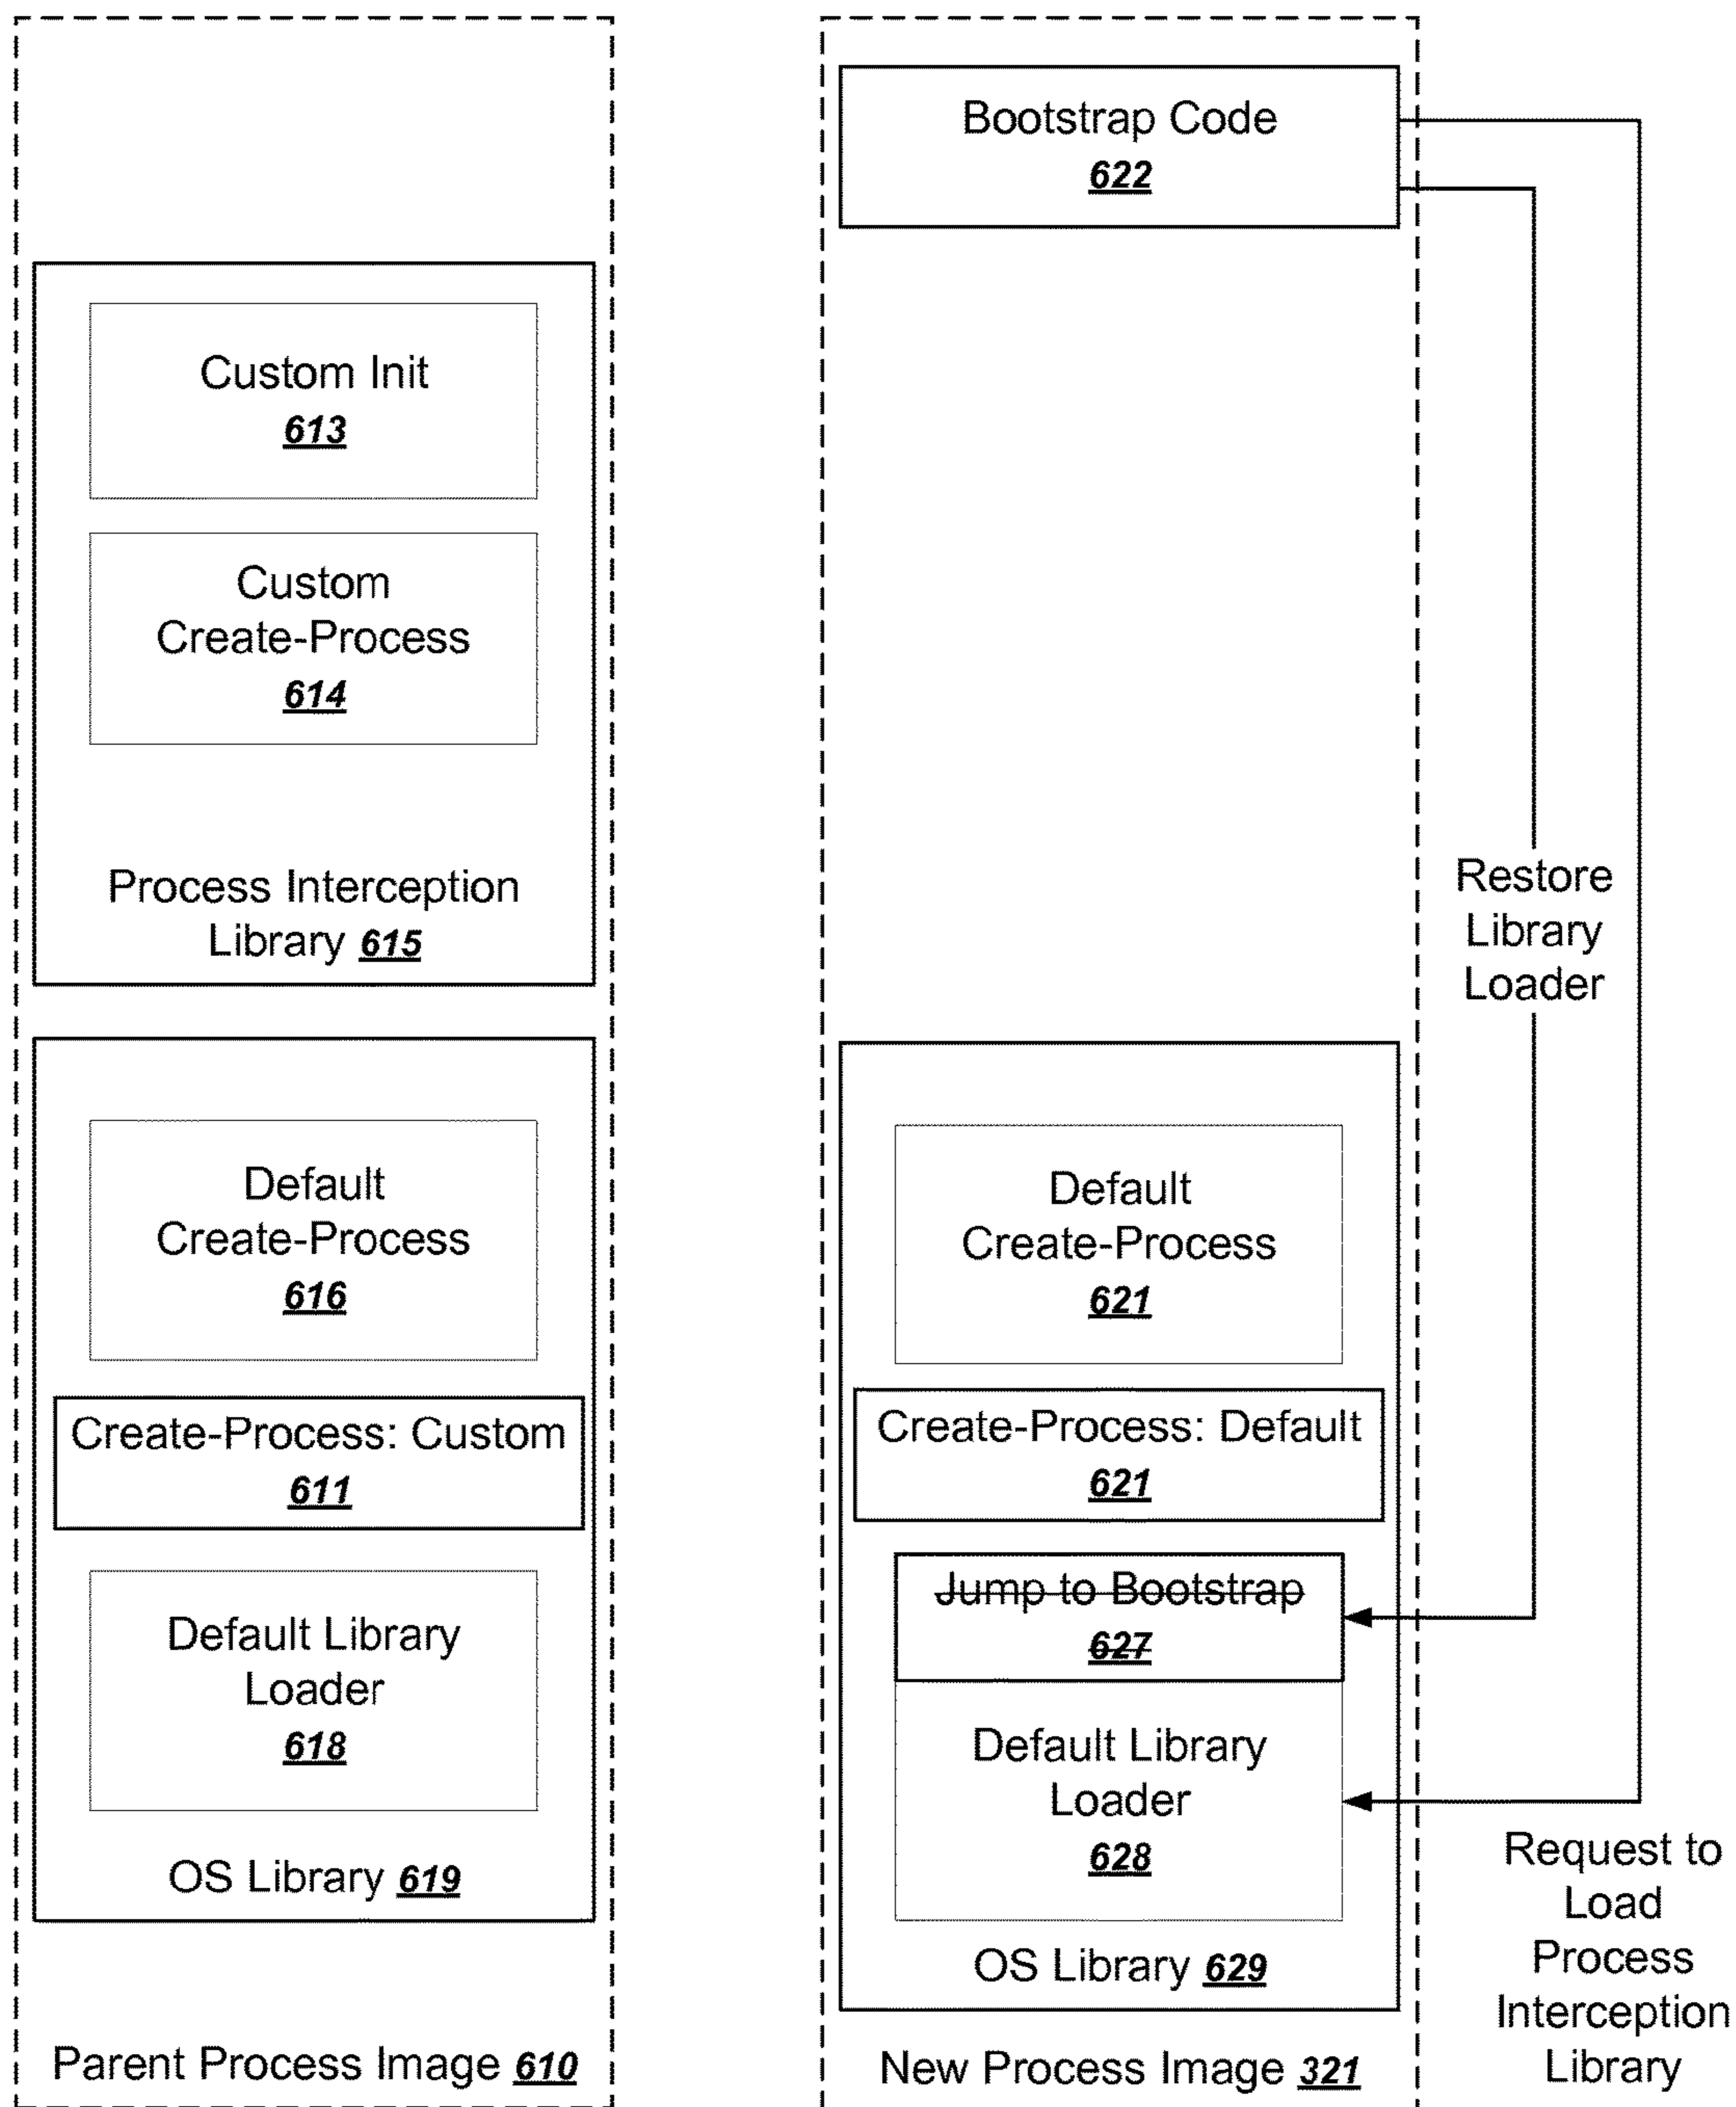 Custom Init
613
Custom
Create-Process
614
Process Interception
Library 615
Default
Create-Process
616
Create-Process: Custom
611
Default Library
Loader
618
OS Library 619
Parent Process Image 610
Bootstrap Code
622
Default
Create-Process
621
Create-Process: Default
621
Jump to Bootstrap
627
Default Library
Loader
628
OS Library 629
New Process Image 321
Restore
Library
Loader
Request to
Load
Process
Interception
Library